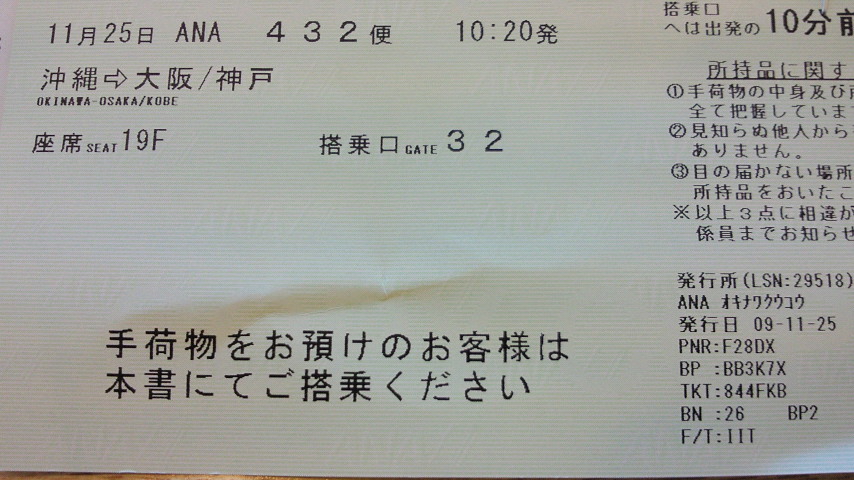 11月25日 ANA 432便 10:20発
沖縄⇨大阪/神戸
OKINAWA-OSAKA/KOBE
座席SEAT19F 搭乗口GATE32
手荷物をお預けのお客様は
本書にてご搭乗ください
搭乗口
へは出発の10分前
所持品に関す
①手荷物の中身及び
全て把握していま
②見知らぬ他人から
ありません。
③目の届かない場所
所持品をおいたこ
※以上3点に相違が
係員までお知らせ
発行所(LSN:29518)
ANA オキナワクウコウ
発行日 09-11-25
PNR:F28DX
BP :BB3K7X
TKT:844FKB
BN :26 BP2
F/T:IIT